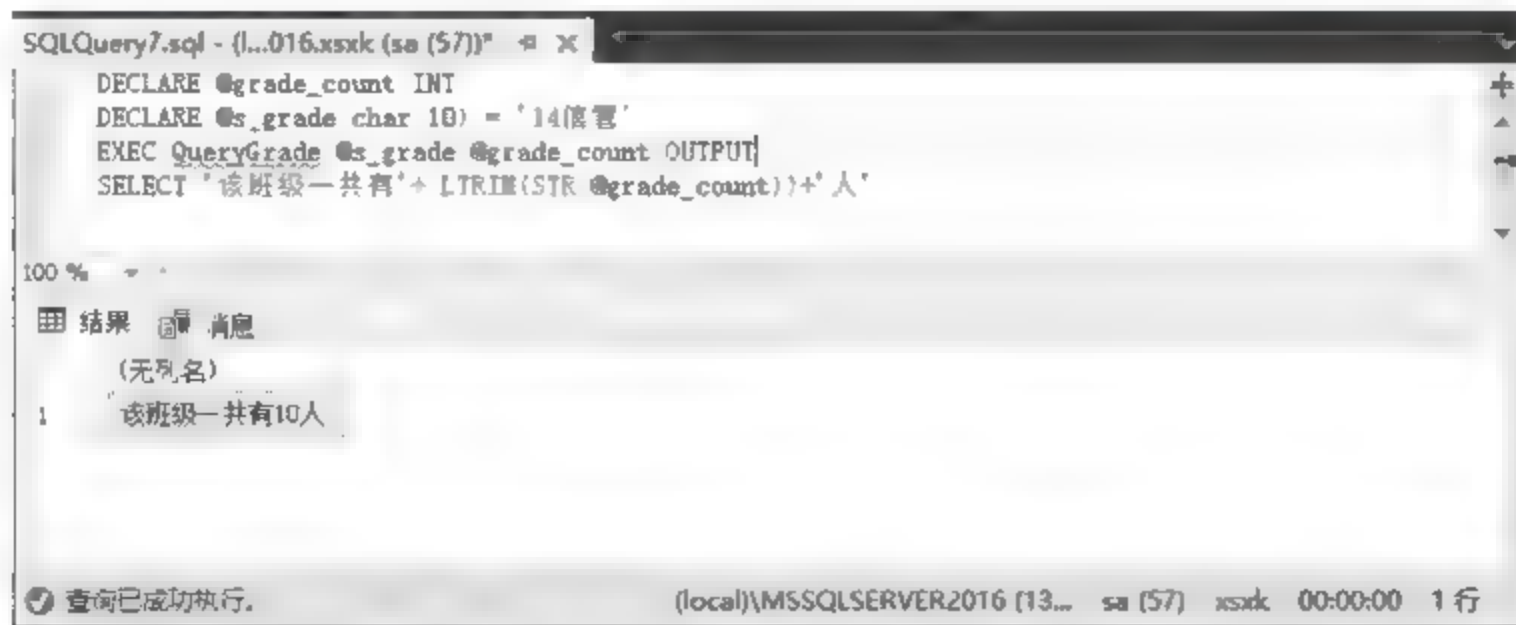 SQLQuery7.sql - (l...016.xsxk (sa (57))*
DECLARE @grade_count INT
DECLARE @s_grade char 10) = '14信管'
EXEC QueryGrade @s_grade @grade_count OUTPUT
SELECT '该班级一共有'+ LTRIM(STR @grade_count))+'人'
100 %
结果 消息
(无列名)
1 该班级一共有10人
查询已成功执行。 (local)\MSSQLSERVER2016 (13... sa (57) xsxk 00:00:00 1 行